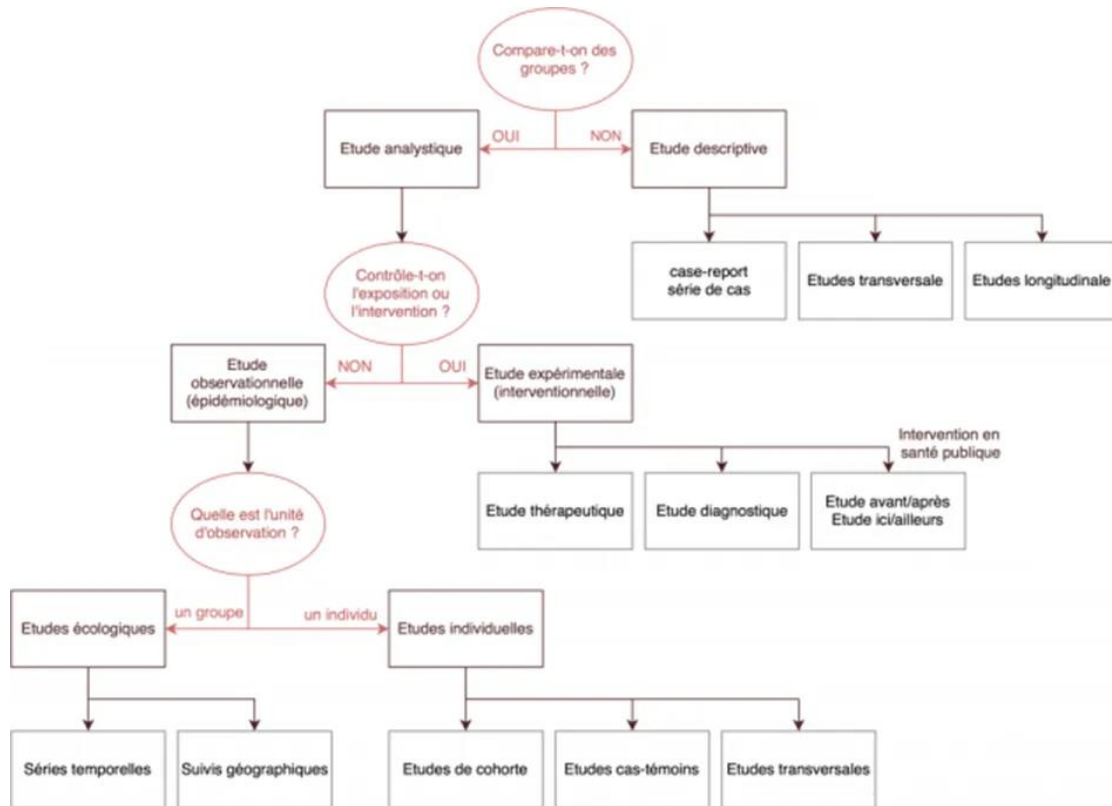 Compare-t-on des
groupes ?
OUI
NON
Etude analystique
Etude descriptive
Contrôle-t-on
l'exposition ou
l'intervention ?
case-report
série de cas
Etudes transversale
Etudes longitudinale
Etude
observationnelle
(épidémiologique)
NON
OUI
Etude expérimentale
(interventionnelle)
Intervention en
santé publique
Quelle est l'unité
d'observation ?
Etude thérapeutique
Etude diagnostique
Etude avant/après
Etude ici/ailleurs
Etudes écologiques
un groupe
un individu
Etudes individuelles
Séries temporelles
Suivis géographiques
Etudes de cohorte
Etudes cas-témoins
Etudes transversales